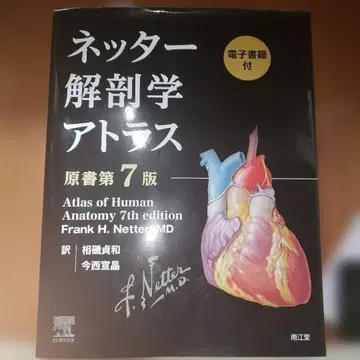 ネッター
解剖学
アトラス
電子書籍
付
原書第7版
Atlas of Human
Anatomy 7th edition
Frank H. Netter, MD
訳 相磯貞和
今西宣晶
F. Netter
M.D.
ELSEVIER
南江堂